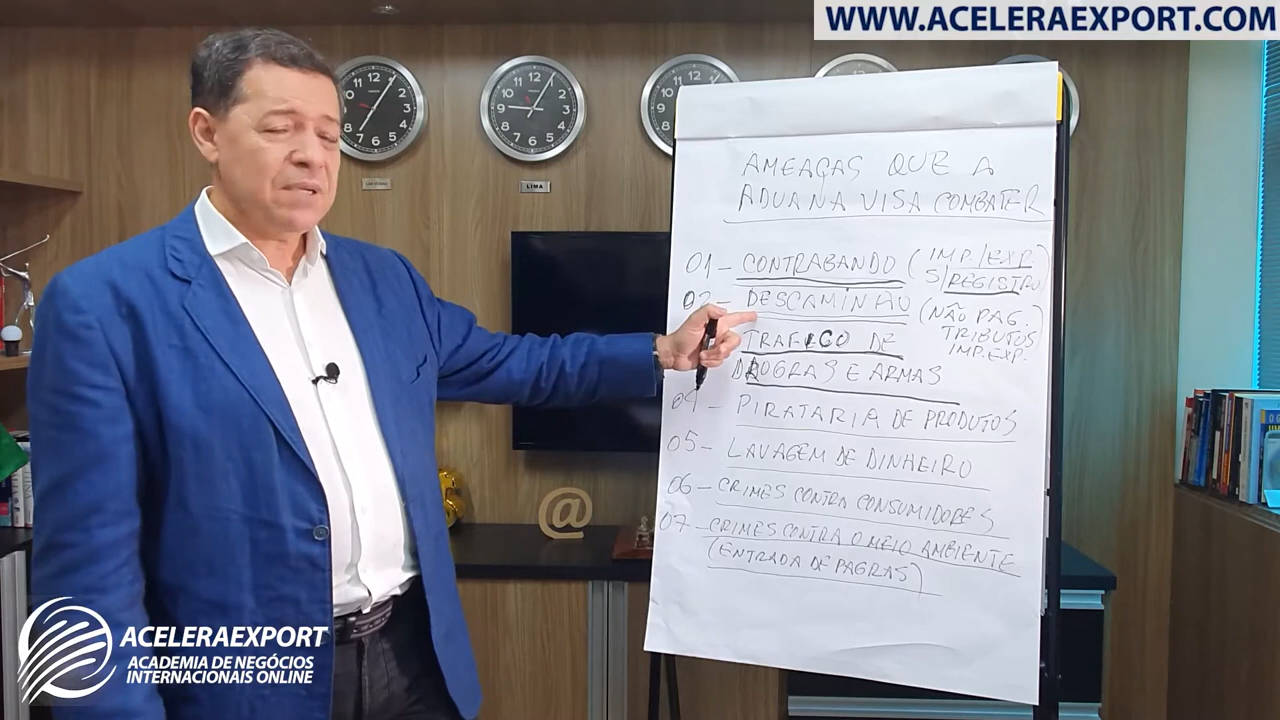 WWW.ACELERAEXPORT.COM
AMEAÇAS QUE A
ADUANA VISA COMBATER
01 - CONTRABANDO (IMP./EXP. S/REGISTRO)
02 - DESCAMINHO (NÃO PAG. TRIBUTOS IMP.EXP.)
TRAFICO DE
DROGRAS E ARMAS
04 - PIRATARIA DE PRODUTOS
05 - LAVAGEM DE DINHEIRO
06 - CRIMES CONTRA CONSUMIDORES
07 - CRIMES CONTRA O MEIO AMBIENTE
(ENTRADA DE PAGRAS)
LIMA
ACELERAEXPORT
ACADEMIA DE NEGÓCIOS
INTERNACIONAIS ONLINE